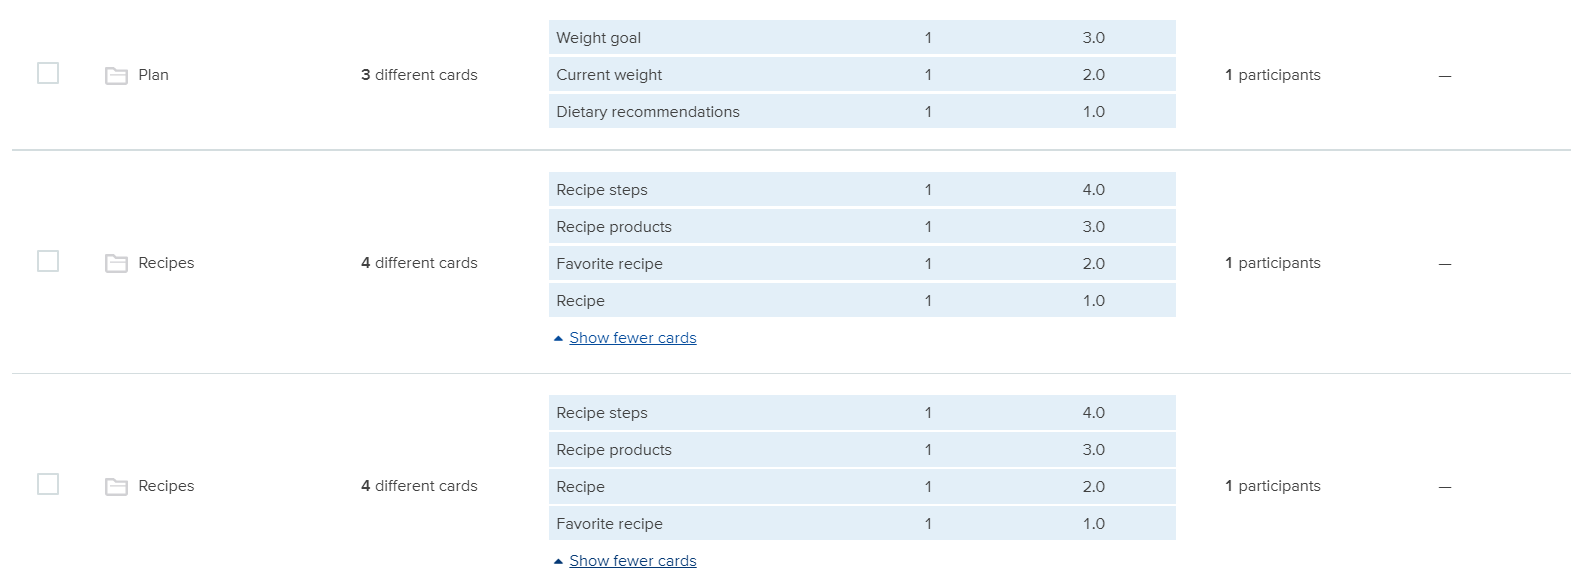 Weight goal 1 3.0
Plan 3 different cards Current weight 1 2.0 1 participants —
Dietary recommendations 1 1.0
Recipe steps 1 4.0
Recipe products 1 3.0
Recipes 4 different cards Favorite recipe 1 2.0 1 participants —
Recipe 1 1.0
Show fewer cards
Recipe steps 1 4.0
Recipe products 1 3.0
Recipes 4 different cards Recipe 1 2.0 1 participants —
Favorite recipe 1 1.0
Show fewer cards